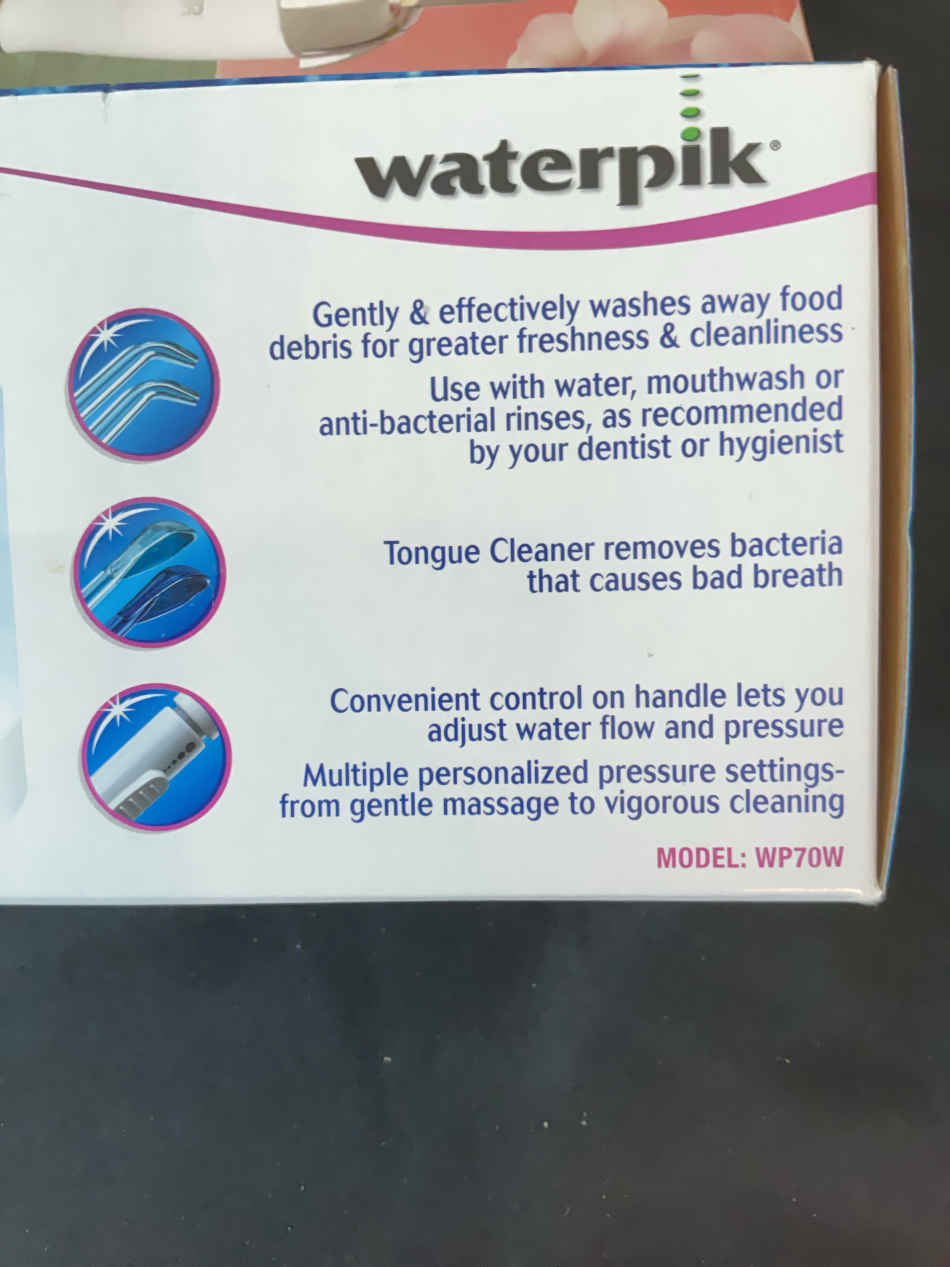 waterpik®
Gently & effectively washes away food
debris for greater freshness & cleanliness
Use with water, mouthwash or
anti-bacterial rinses, as recommended
by your dentist or hygienist
Tongue Cleaner removes bacteria
that causes bad breath
Convenient control on handle lets you
adjust water flow and pressure
Multiple personalized pressure settings-
from gentle massage to vigorous cleaning
MODEL: WP70W